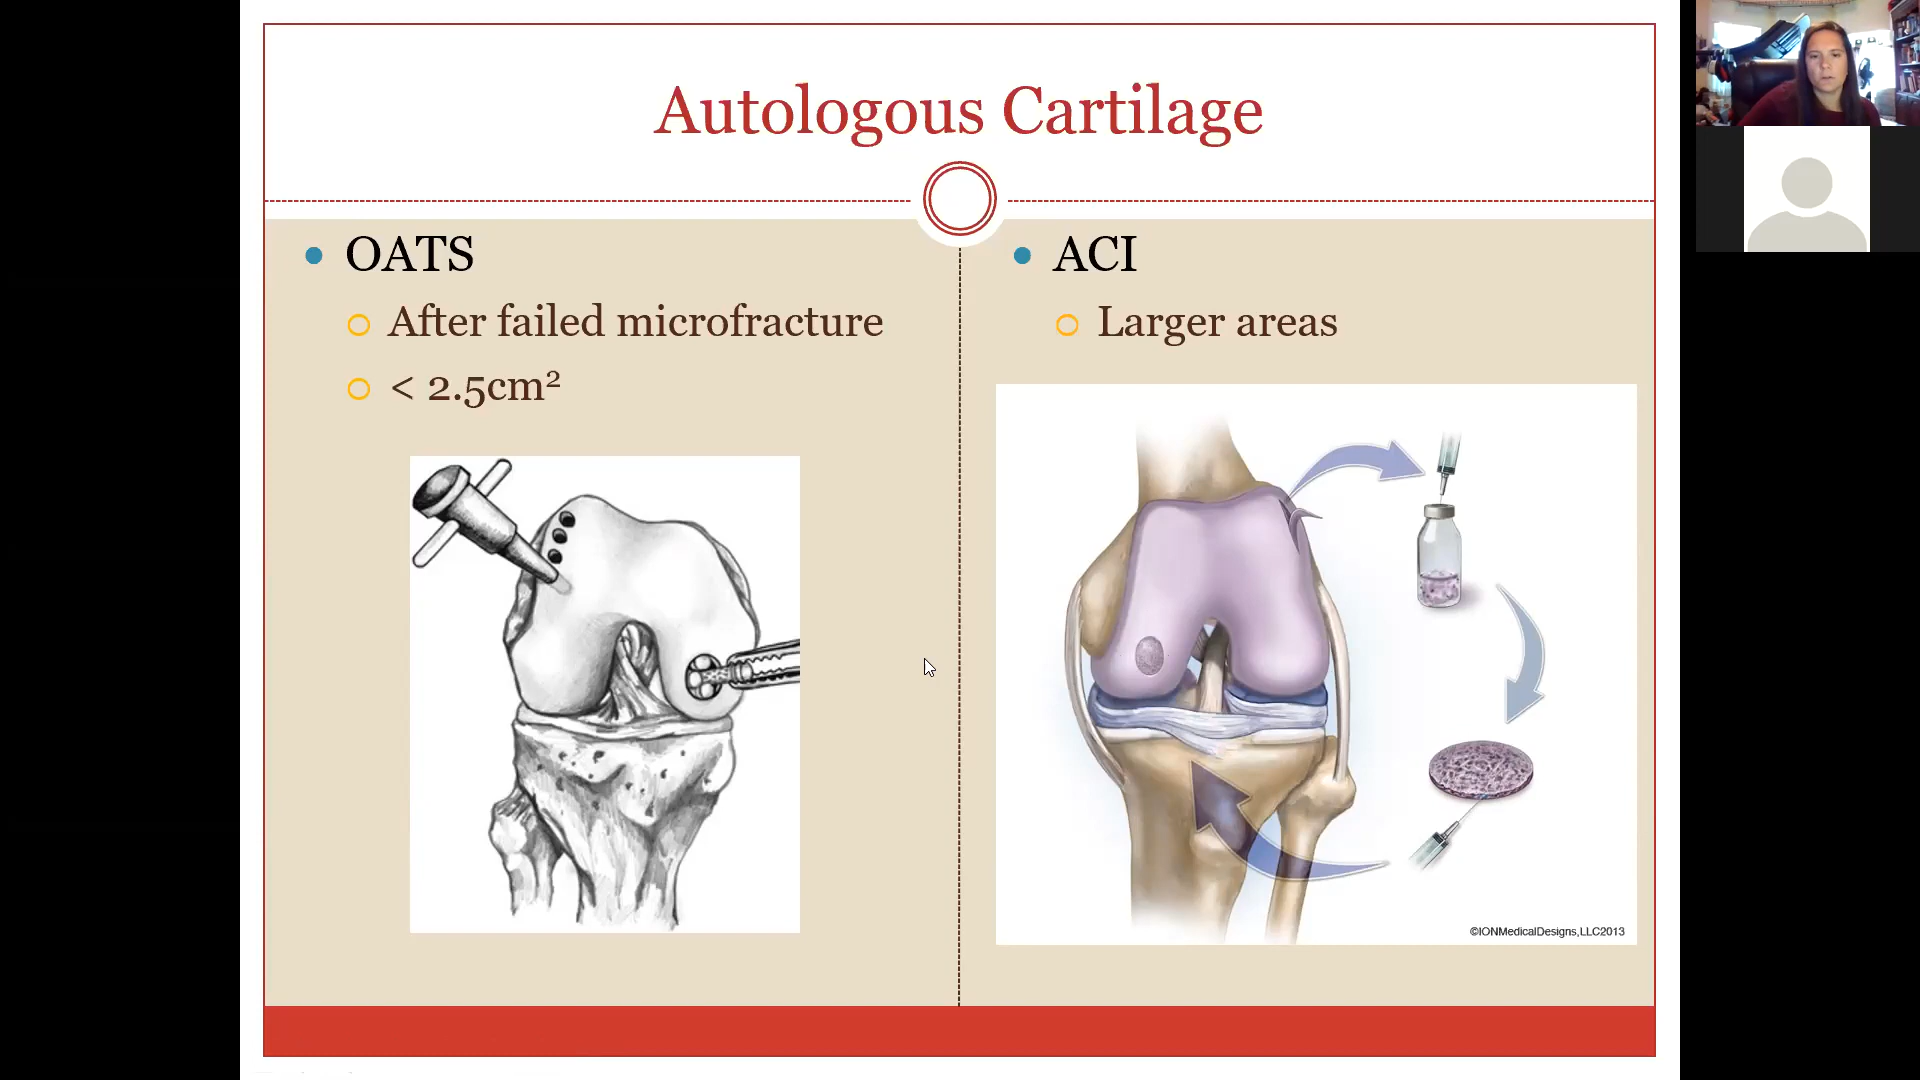 Autologous Cartilage
OATS
After failed microfracture
< 2.5cm²
ACI
Larger areas
©IONMedicalDesigns,LLC2013